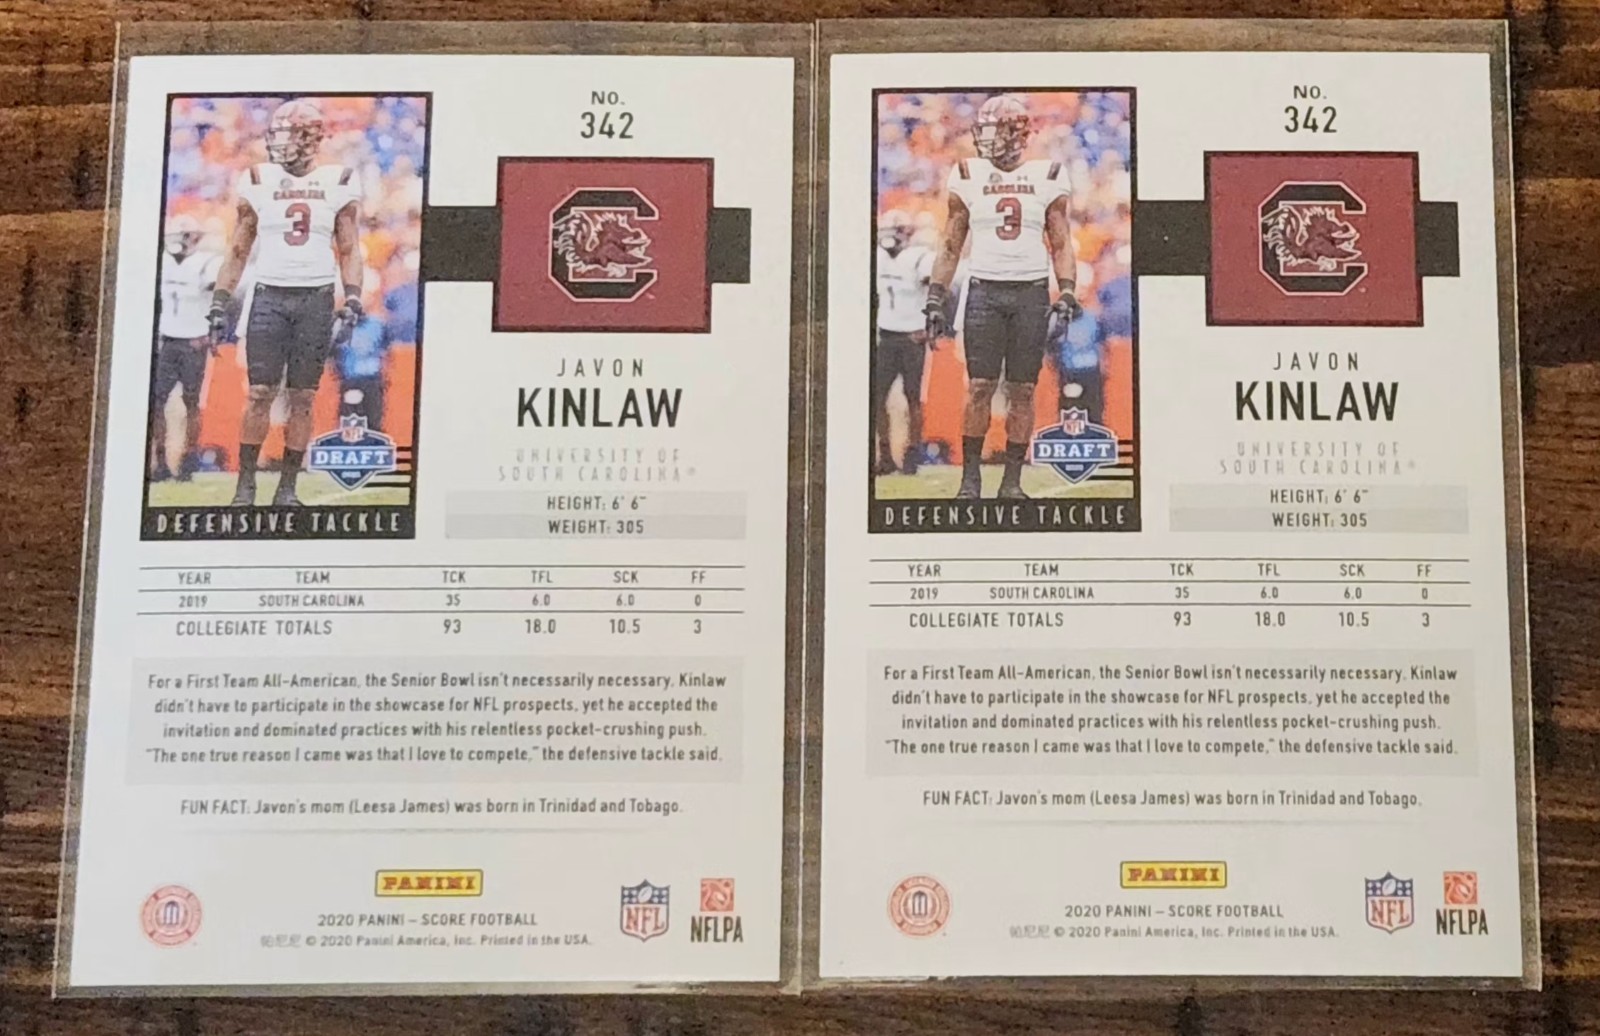 NO.
342
CAROLINA
3
1
NFL
DRAFT
DEFENSIVE TACKLE
JAVON
KINLAW
UNIVERSITY OF
SOUTH CAROLINA®
HEIGHT: 6' 6"
WEIGHT: 305
YEAR TEAM TCK TFL SCK FF
2019 SOUTH CAROLINA 35 6.0 6.0 0
COLLEGIATE TOTALS 93 18.0 10.5 3
For a First Team All-American, the Senior Bowl isn't necessarily necessary. Kinlaw
didn't have to participate in the showcase for NFL prospects, yet he accepted the
invitation and dominated practices with his relentless pocket-crushing push.
"The one true reason I came was that I love to compete," the defensive tackle said.
FUN FACT: Javon's mom (Leesa James) was born in Trinidad and Tobago.
PANINI
2020 PANINI – SCORE FOOTBALL
帕尼尼 © 2020 Panini America, Inc. Printed in the USA.
NFL
NFLPA
NO.
342
CAROLINA
3
NFL
DRAFT
DEFENSIVE TACKLE
JAVON
KINLAW
UNIVERSITY OF
SOUTH CAROLINA®
HEIGHT: 6' 6"
WEIGHT: 305
YEAR TEAM TCK TFL SCK FF
2019 SOUTH CAROLINA 35 6.0 6.0 0
COLLEGIATE TOTALS 93 18.0 10.5 3
For a First Team All-American, the Senior Bowl isn't necessarily necessary. Kinlaw
didn't have to participate in the showcase for NFL prospects, yet he accepted the
invitation and dominated practices with his relentless pocket-crushing push.
"The one true reason I came was that I love to compete," the defensive tackle said.
FUN FACT: Javon's mom (Leesa James) was born in Trinidad and Tobago.
PANINI
2020 PANINI – SCORE FOOTBALL
帕尼尼 © 2020 Panini America, Inc. Printed in the USA.
NFL
NFLPA